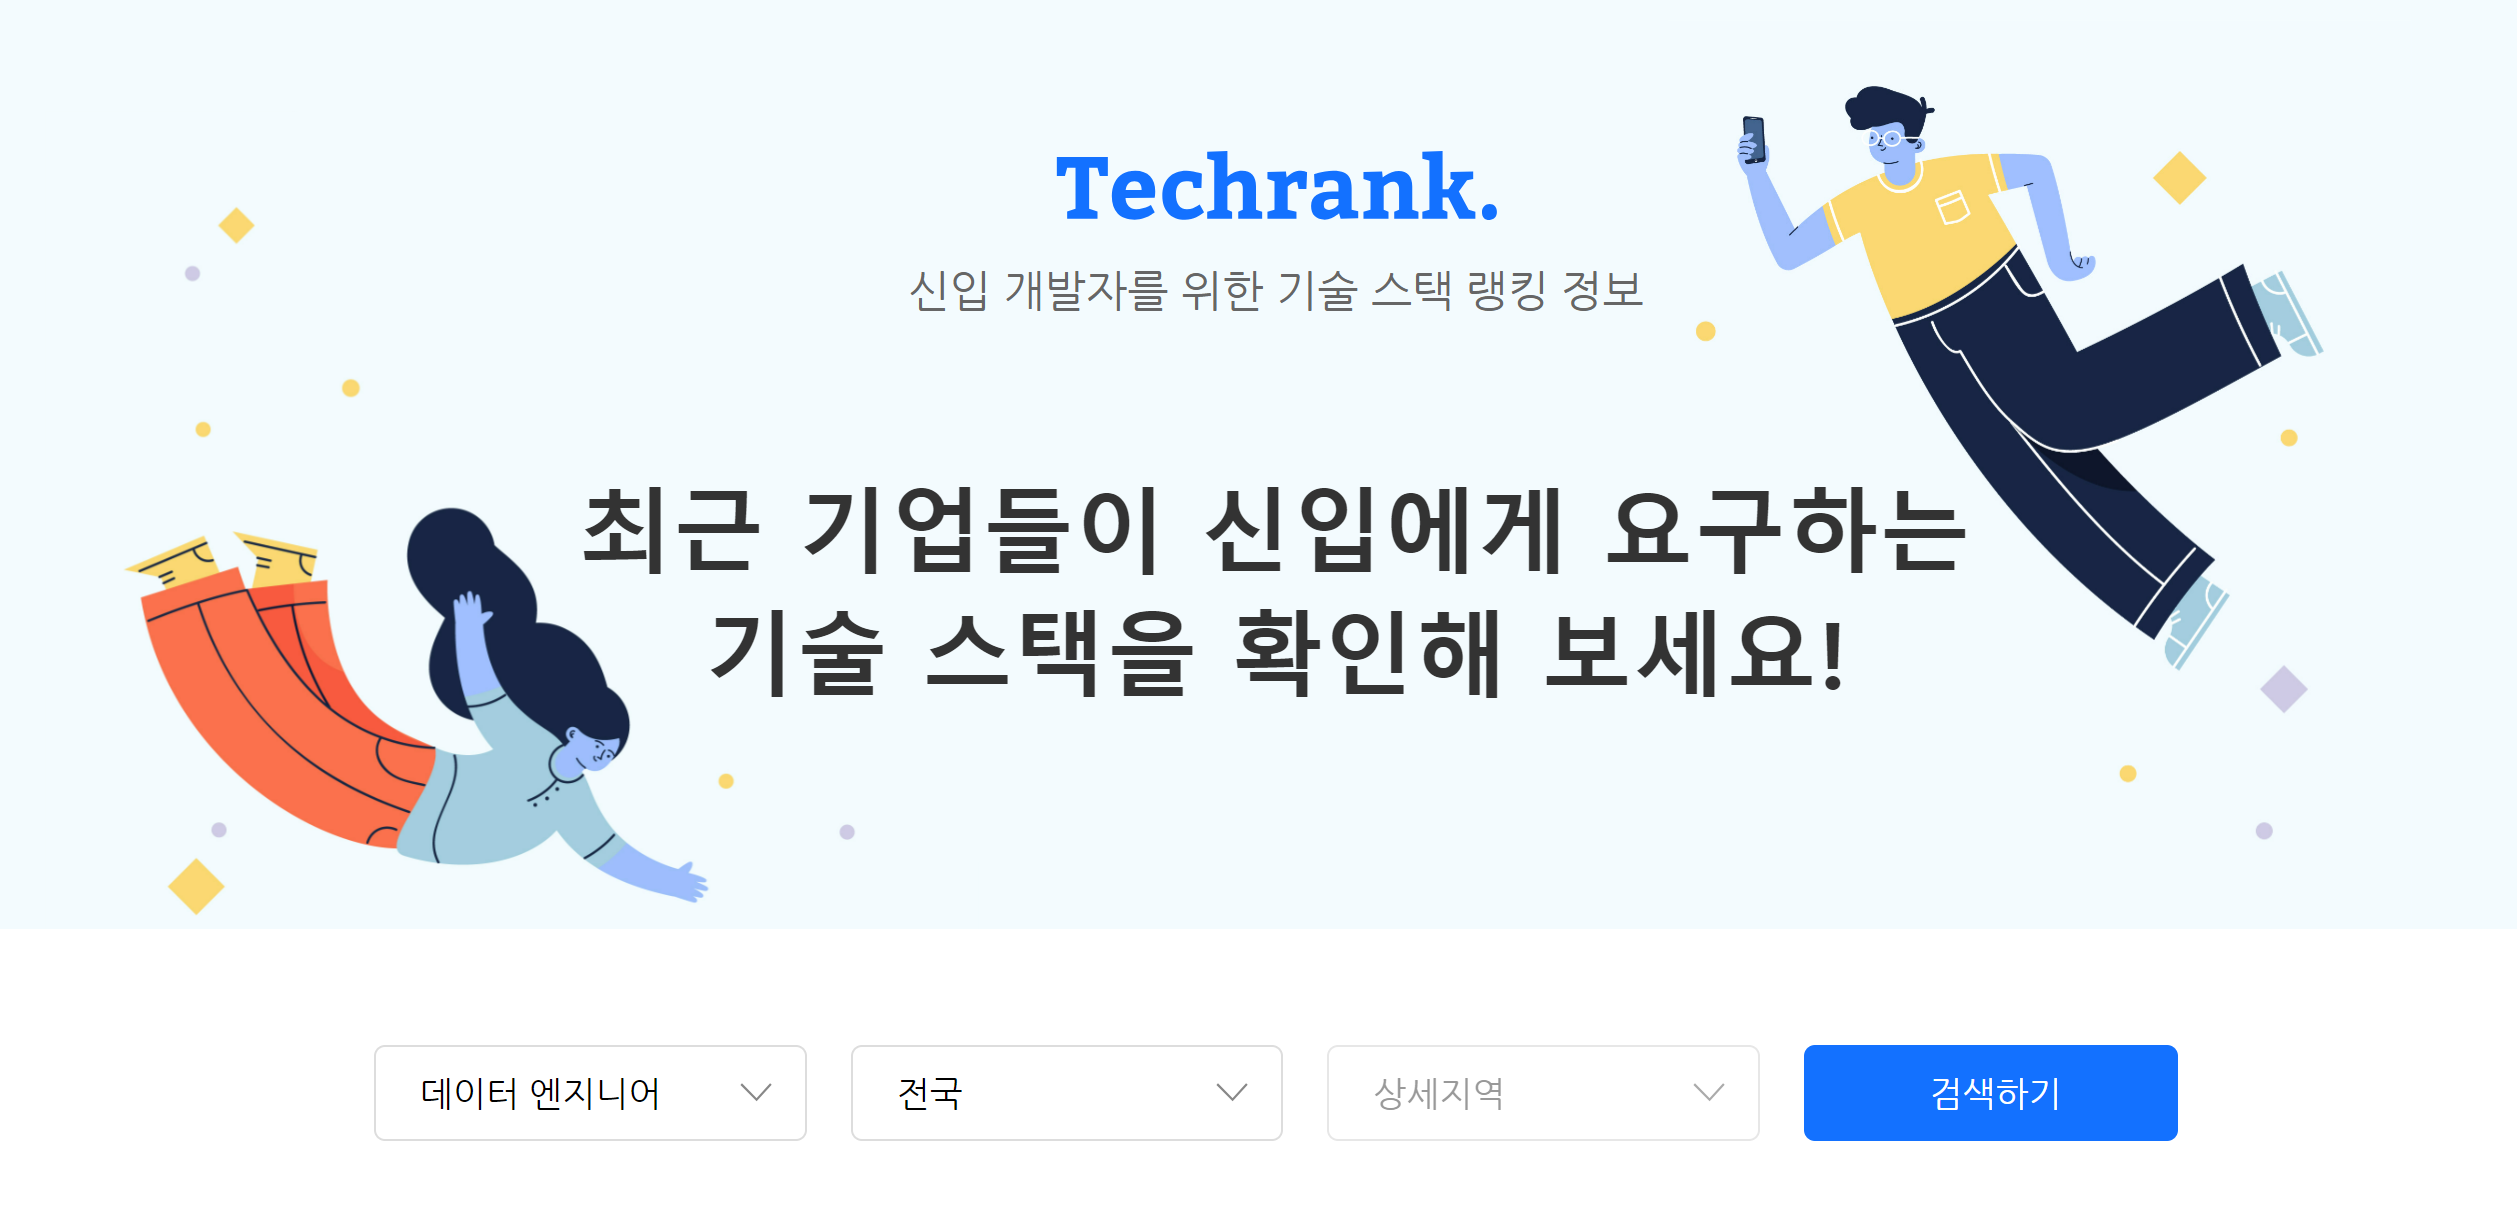 Techrank.
신입 개발자를 위한 기술 스택 랭킹 정보
최근 기업들이 신입에게 요구하는
기술 스택을 확인해 보세요!
데이터 엔지니어
전국
상세지역
검색하기